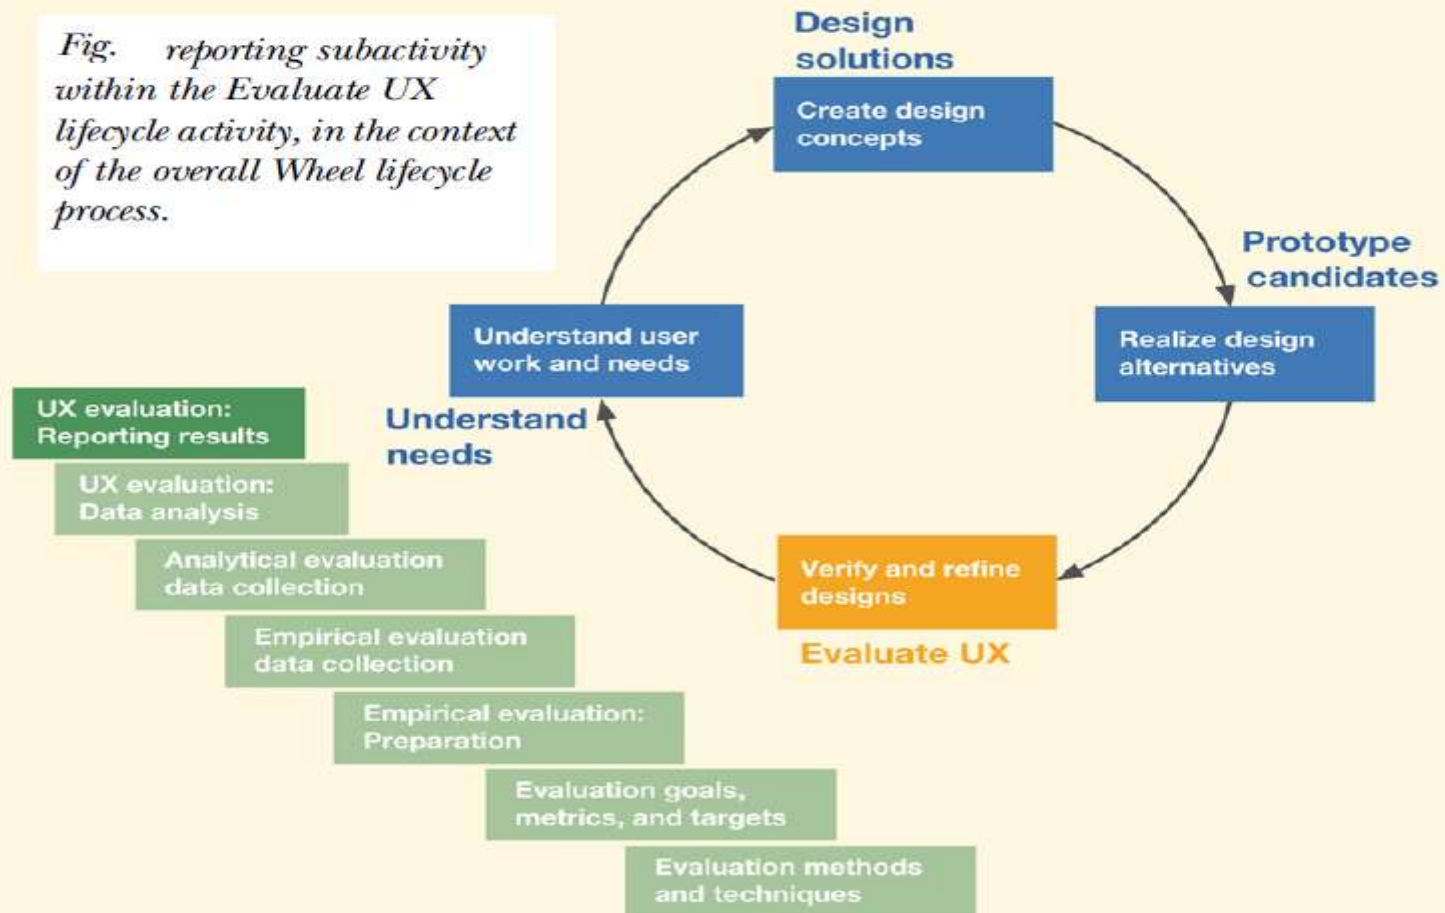 Fig. reporting subactivity
within the Evaluate UX
lifecycle activity, in the context
of the overall Wheel lifecycle
process.
Design
solutions
Create design
concepts
Prototype
candidates
Realize design
alternatives
Understand user
work and needs
Understand
needs
Verify and refine
designs
Evaluate UX
UX evaluation:
Reporting results
UX evaluation:
Data analysis
Analytical evaluation
data collection
Empirical evaluation
data collection
Empirical evaluation:
Preparation
Evaluation goals,
metrics, and targets
Evaluation methods
and techniques